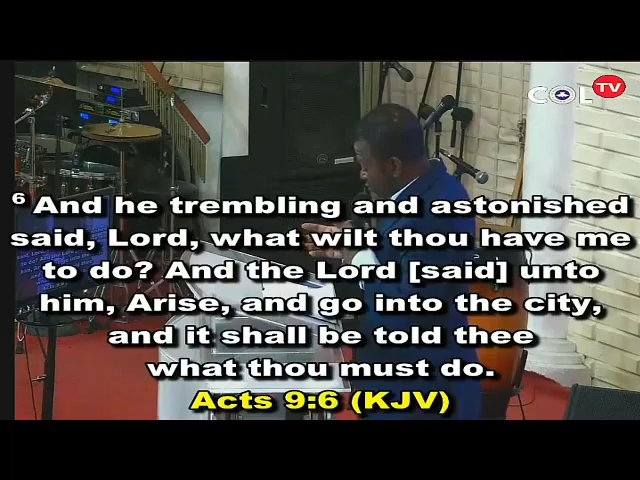 COL TV
6 And he trembling and astonished
said, Lord, what wilt thou have me
to do? And the Lord [said] unto
him, Arise, and go into the city,
and it shall be told thee
what thou must do.
Acts 9:6 (KJV)